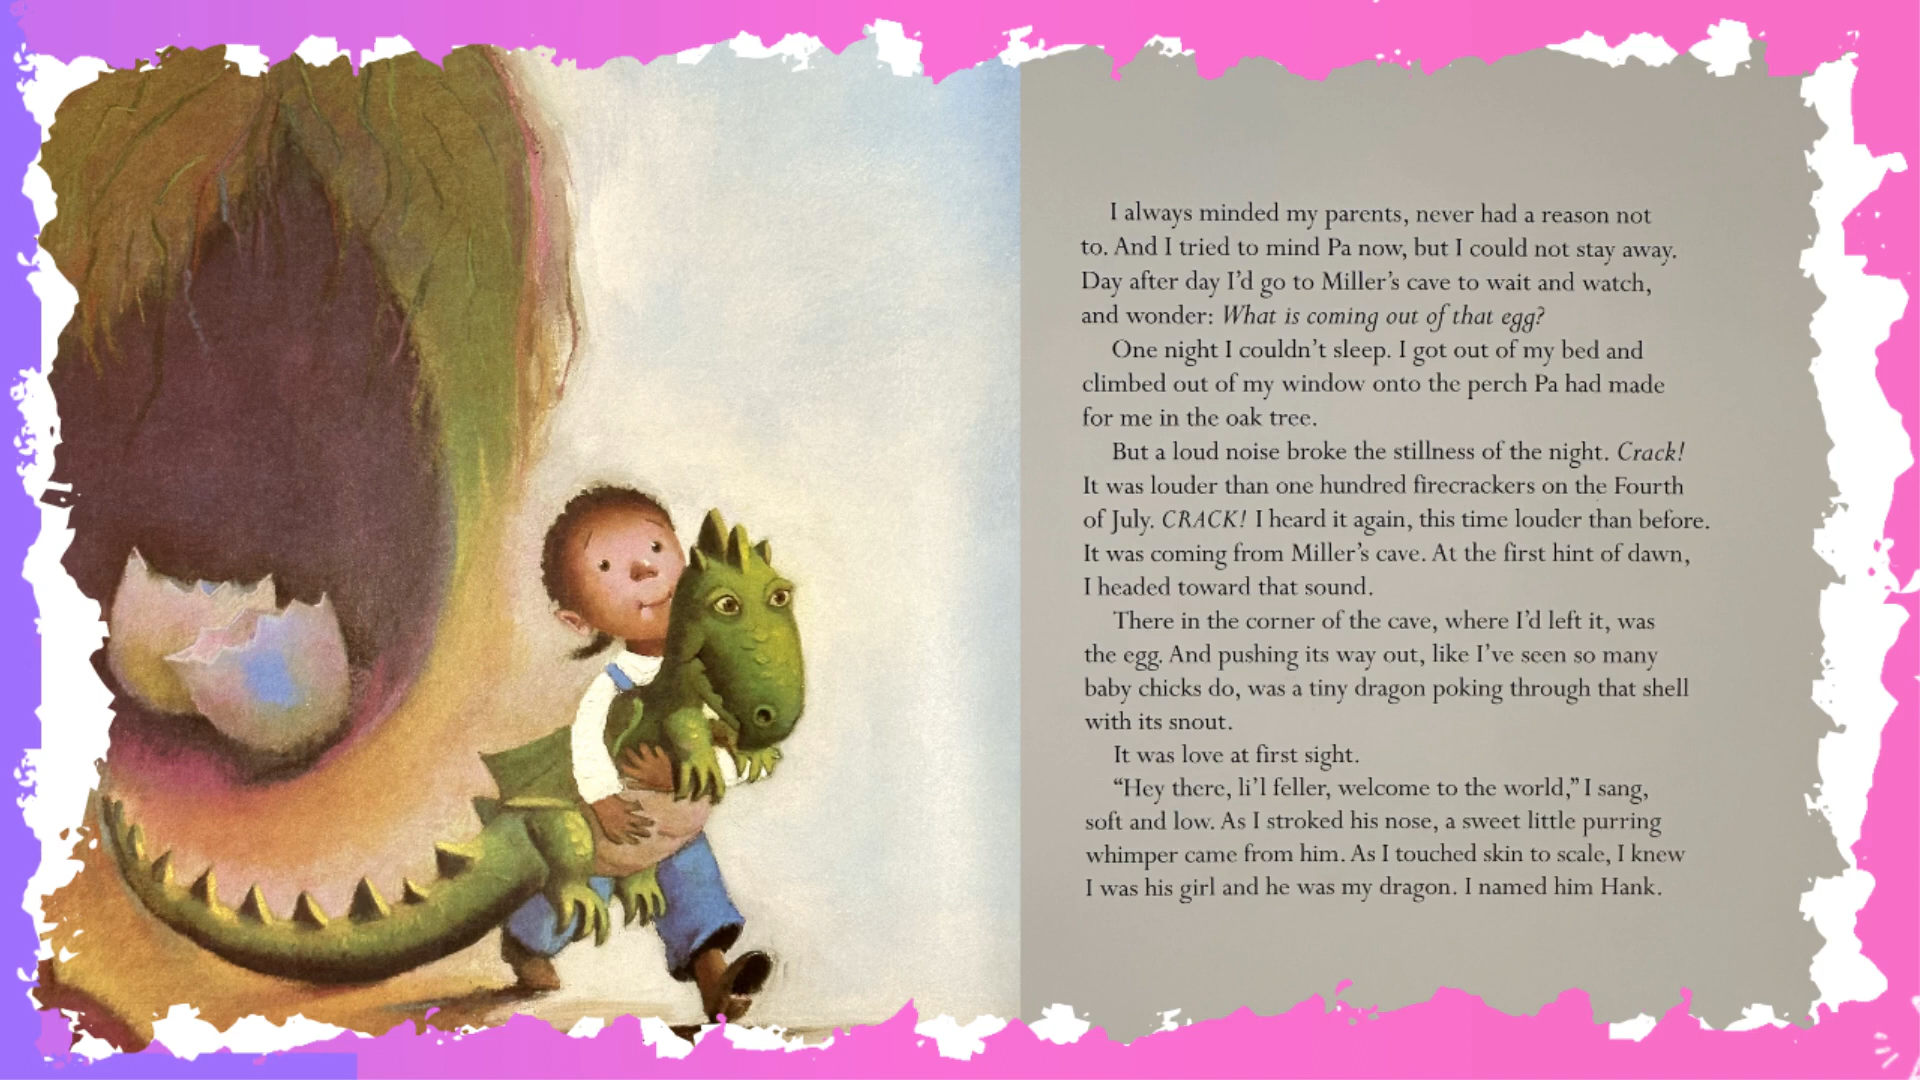 I always minded my parents, never had a reason not
to. And I tried to mind Pa now, but I could not stay away.
Day after day I'd go to Miller's cave to wait and watch,
and wonder: What is coming out of that egg?
One night I couldn't sleep. I got out of my bed and
climbed out of my window onto the perch Pa had made
for me in the oak tree.
But a loud noise broke the stillness of the night. Crack!
It was louder than one hundred firecrackers on the Fourth
of July. CRACK! I heard it again, this time louder than before.
It was coming from Miller's cave. At the first hint of dawn,
I headed toward that sound.
There in the corner of the cave, where I'd left it, was
the egg. And pushing its way out, like I've seen so many
baby chicks do, was a tiny dragon poking through that shell
with its snout.
It was love at first sight.
“Hey there, li'l feller, welcome to the world,” I sang,
soft and low. As I stroked his nose, a sweet little purring
whimper came from him. As I touched skin to scale, I knew
I was his girl and he was my dragon. I named him Hank.